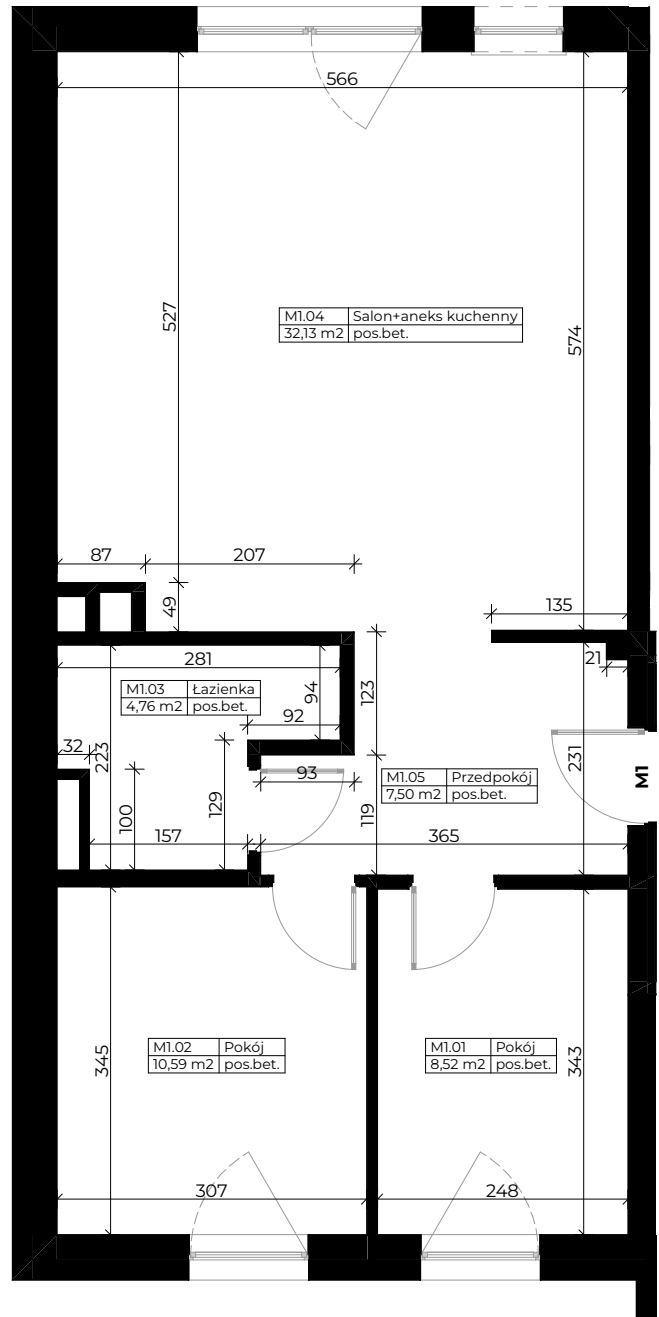 566
527
M1.04 Salon+aneks kuchenny
32,13 m2 pos.bet.
574
87 207
49
135
281
21
M1.03 Łazienka
4,76 m2 pos.bet.
94
92
123
32
223
93
M1.05 Przedpokój
7,50 m2 pos.bet.
231
M1
100
129
119
157
365
345
M1.02 Pokój
10,59 m2 pos.bet.
M1.01 Pokój
8,52 m2 pos.bet.
343
307
248